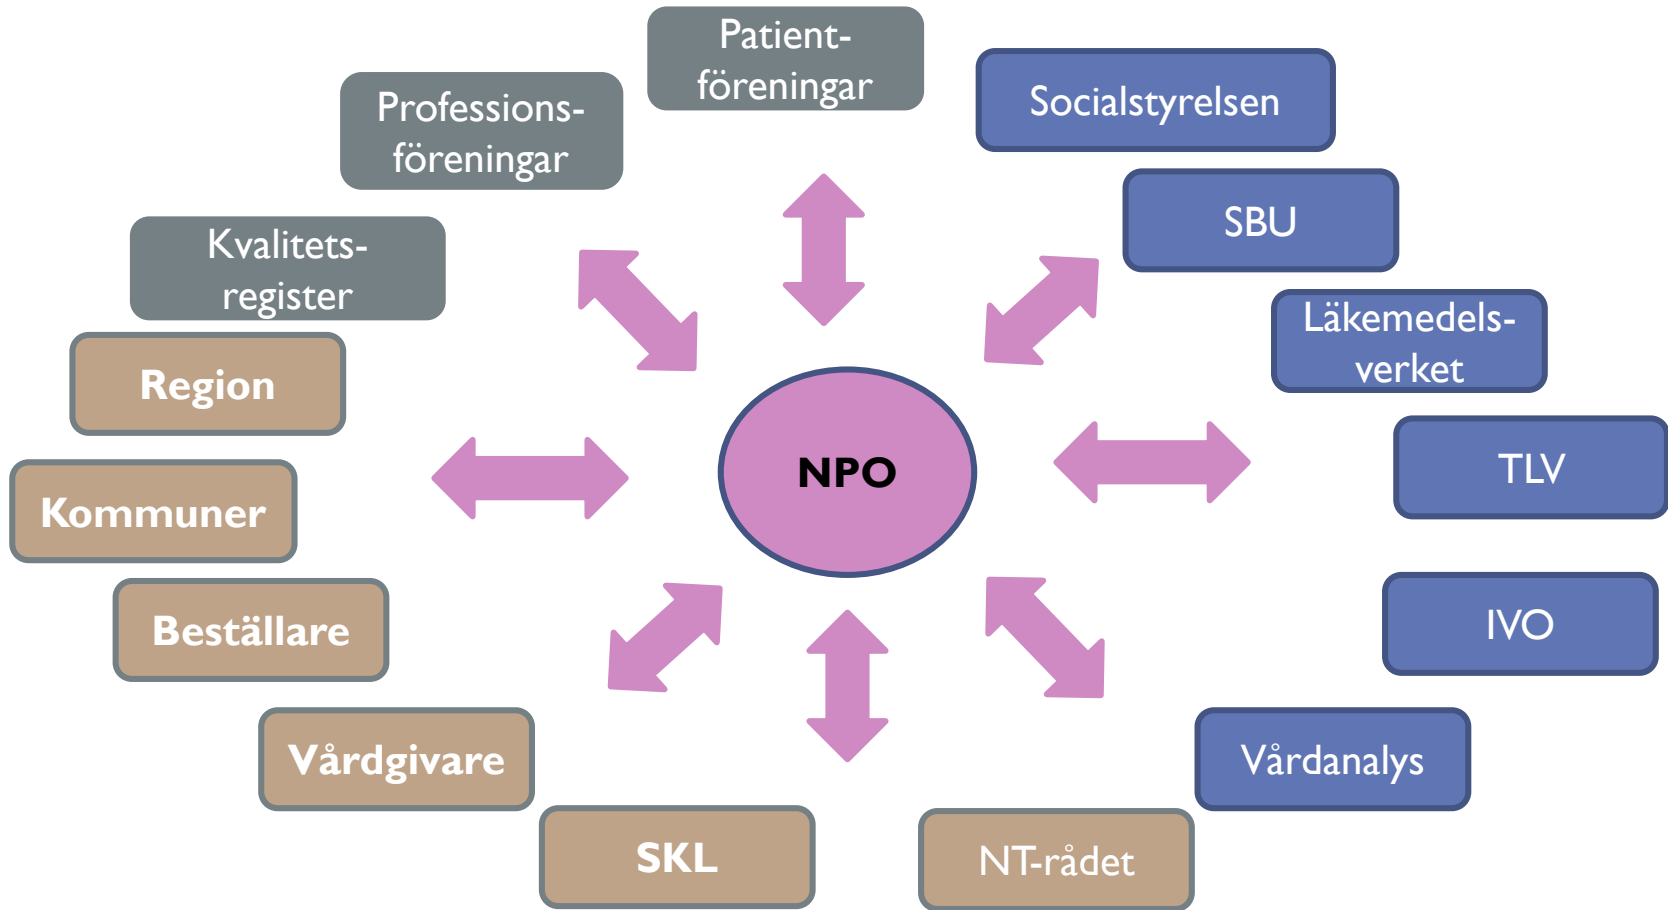 Patient-
föreningar
Socialstyrelsen
Professions-
föreningar
SBU
Kvalitets-
register
Läkemedels-
verket
Region
TLV
NPO
Kommuner
IVO
Beställare
Vårdgivare
Vårdanalys
SKL
NT-rådet